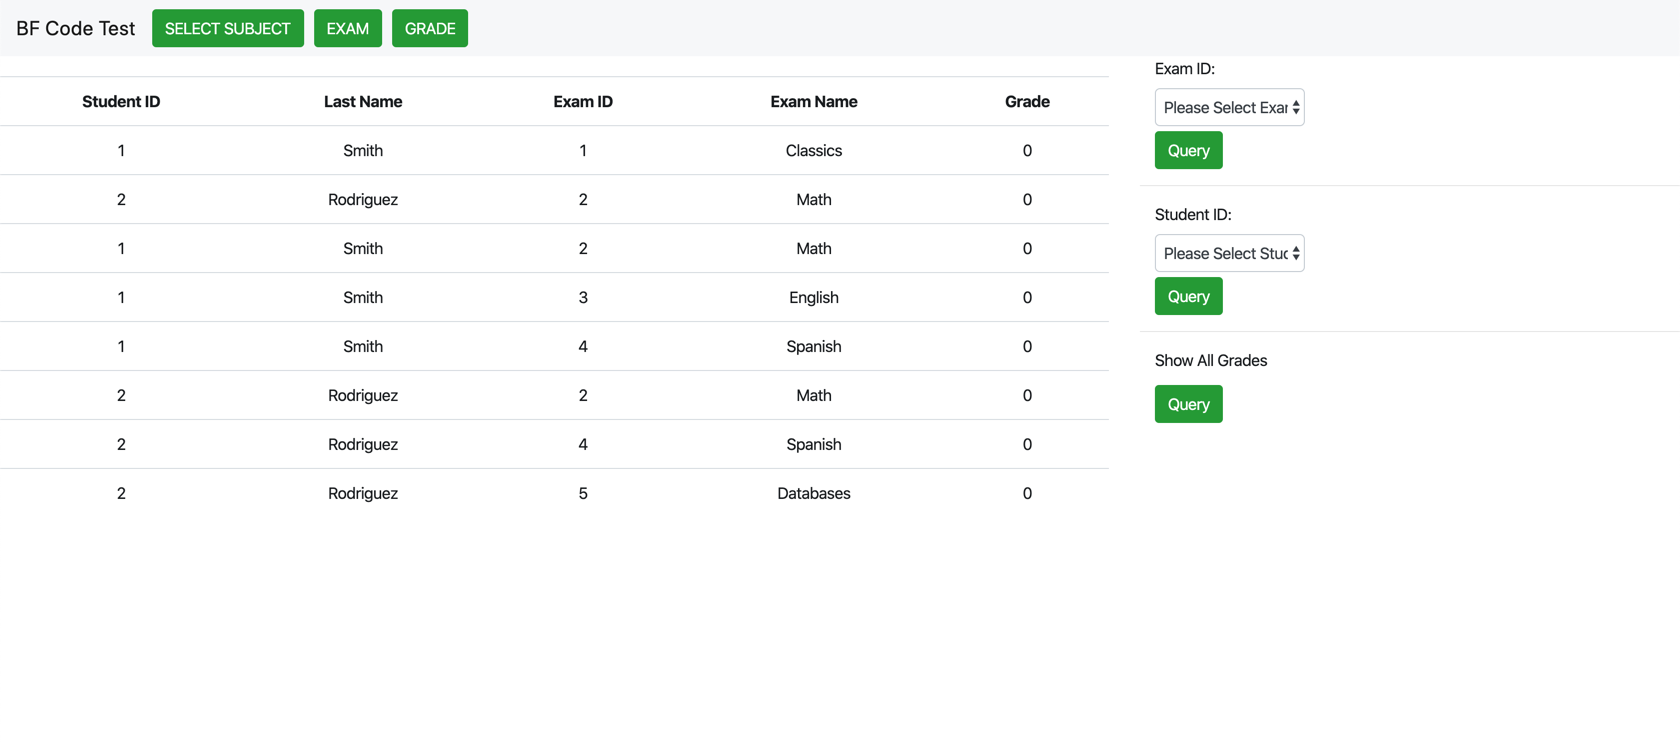 BF Code Test SELECT SUBJECT EXAM GRADE
Student ID Last Name Exam ID Exam Name Grade
1 Smith 1 Classics 0
2 Rodriguez 2 Math 0
1 Smith 2 Math 0
1 Smith 3 English 0
1 Smith 4 Spanish 0
2 Rodriguez 2 Math 0
2 Rodriguez 4 Spanish 0
2 Rodriguez 5 Databases 0
Exam ID:
Please Select Exar
Query
Student ID:
Please Select Stuc
Query
Show All Grades
Query